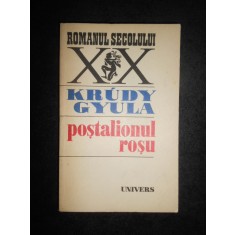 ROMANUL SECOLULUI
XX
KRÚDY
GYULA
poștalionul
roșu
UNIVERS